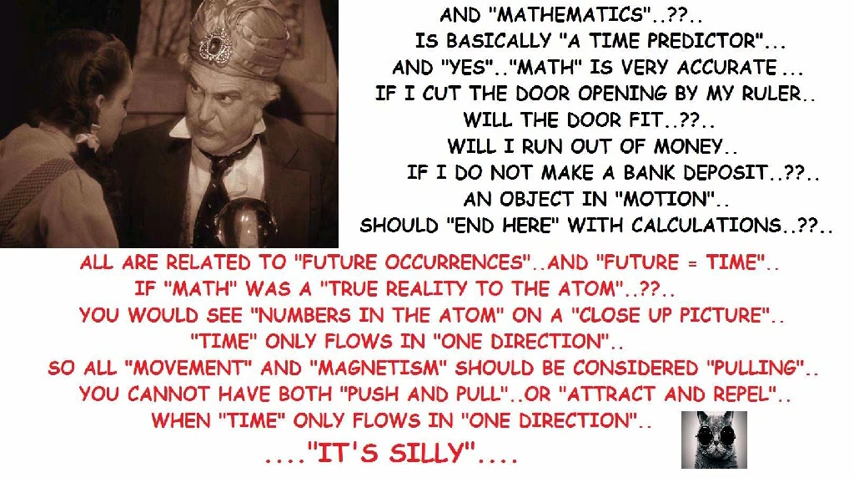 AND "MATHEMATICS"..??..
IS BASICALLY "A TIME PREDICTOR"...
AND "YES".."MATH" IS VERY ACCURATE...
IF I CUT THE DOOR OPENING BY MY RULER..
WILL THE DOOR FIT..??..
WILL I RUN OUT OF MONEY..
IF I DO NOT MAKE A BANK DEPOSIT..??..
AN OBJECT IN "MOTION"..
SHOULD "END HERE" WITH CALCULATIONS..??..
ALL ARE RELATED TO "FUTURE OCCURRENCES"..AND "FUTURE = TIME"..
IF "MATH" WAS A "TRUE REALITY TO THE ATOM"..??..
YOU WOULD SEE "NUMBERS IN THE ATOM" ON A "CLOSE UP PICTURE"..
"TIME" ONLY FLOWS IN "ONE DIRECTION"..
SO ALL "MOVEMENT" AND "MAGNETISM" SHOULD BE CONSIDERED "PULLING"..
YOU CANNOT HAVE BOTH "PUSH AND PULL"..OR "ATTRACT AND REPEL"..
WHEN "TIME" ONLY FLOWS IN "ONE DIRECTION"..
...."IT'S SILLY"....